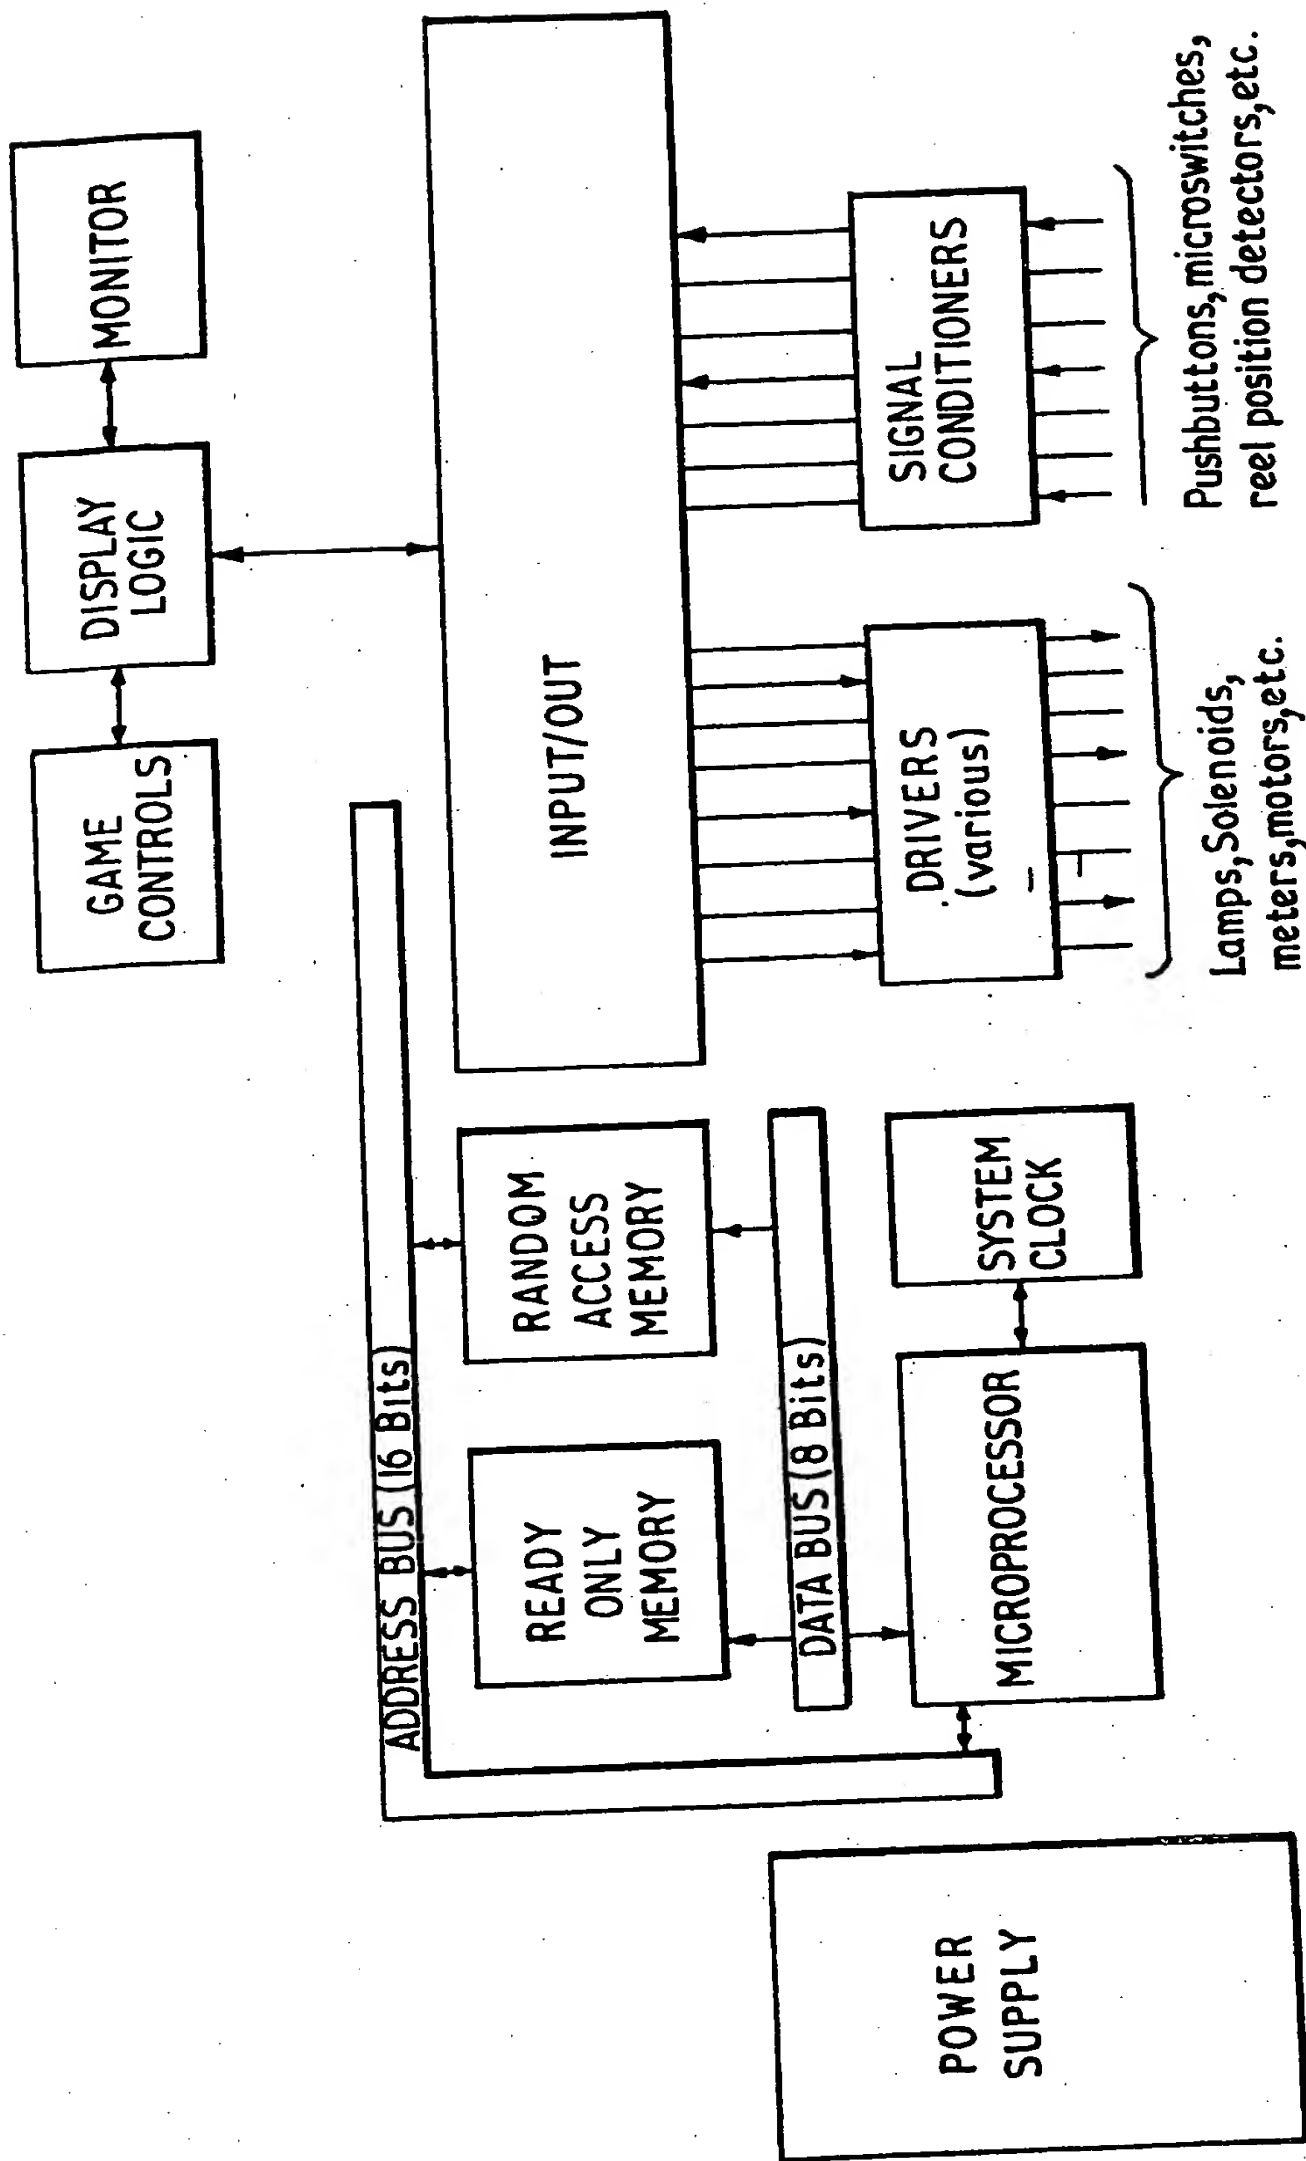 GAME
CONTROLS
DISPLAY
LOGIC
MONITOR
ADDRESS BUS (16 Bits)
READY
ONLY
MEMORY
RANDOM
ACCESS
MEMORY
INPUT/OUT
DATA BUS (8 Bits)
POWER
SUPPLY
MICROPROCESSOR
SYSTEM
CLOCK
DRIVERS
(various)
SIGNAL
CONDITIONERS
Lamps, Solenoids,
meters, motors, etc.
Pushbuttons, microswitches,
reel position detectors, etc.